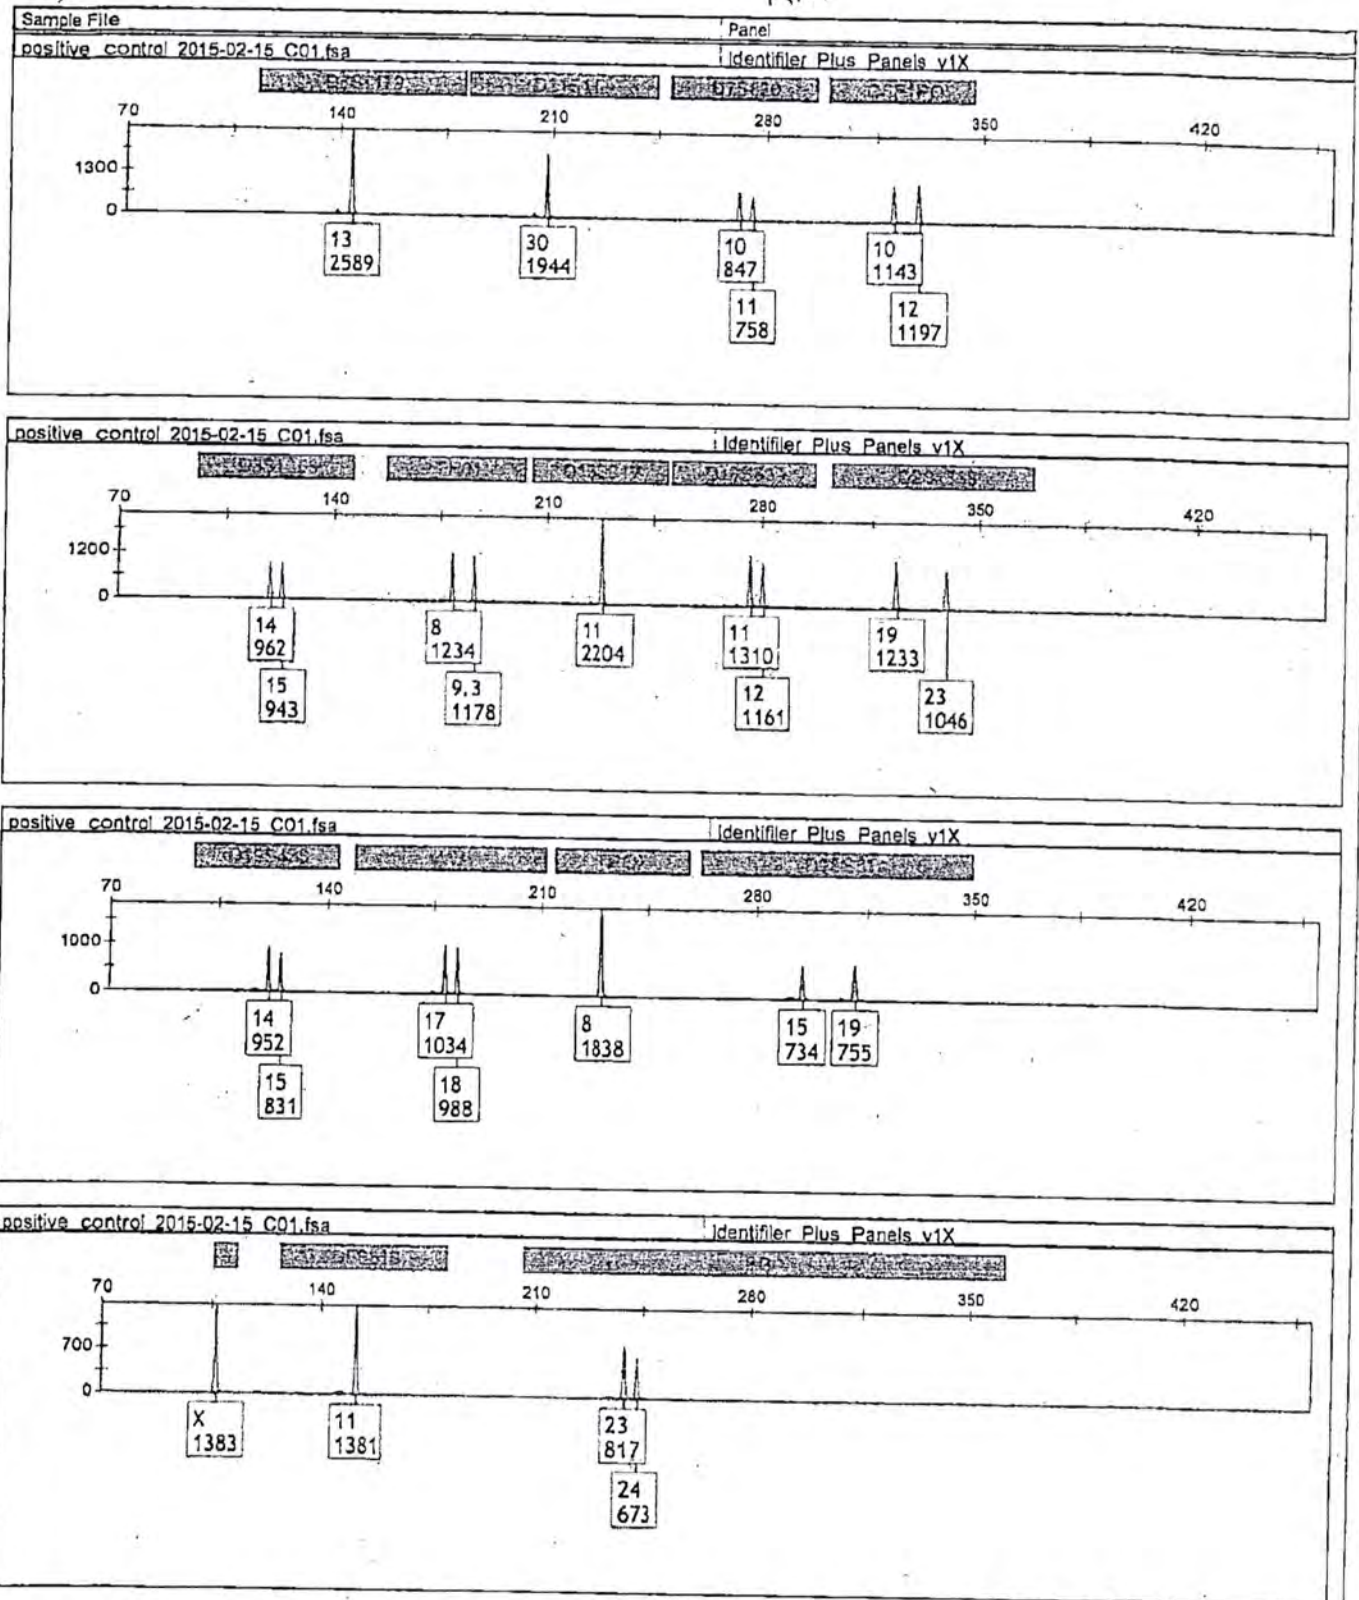 Sample File Panel
positive control 2015-02-15 C01.fsa Identifiler Plus Panels v1X
70 140 210 280 350 420
1300
0
13 30 10 10
2589 1944 847 1143
11 12
758 1197
positive control 2015-02-15 C01.fsa Identifiler Plus Panels v1X
70 140 210 280 350 420
1200
0
14 8 11 11 19
962 1234 2204 1310 1233
15 9.3 12 23
943 1178 1161 1046
positive control 2015-02-15 C01.fsa Identifiler Plus Panels v1X
70 140 210 280 350 420
1000
0
14 17 8 15 19
952 1034 1838 734 755
15 18
831 988
positive control 2015-02-15 C01.fsa Identifiler Plus Panels v1X
70 140 210 280 350 420
700
0
X 11 23
1383 1381 817
24
673